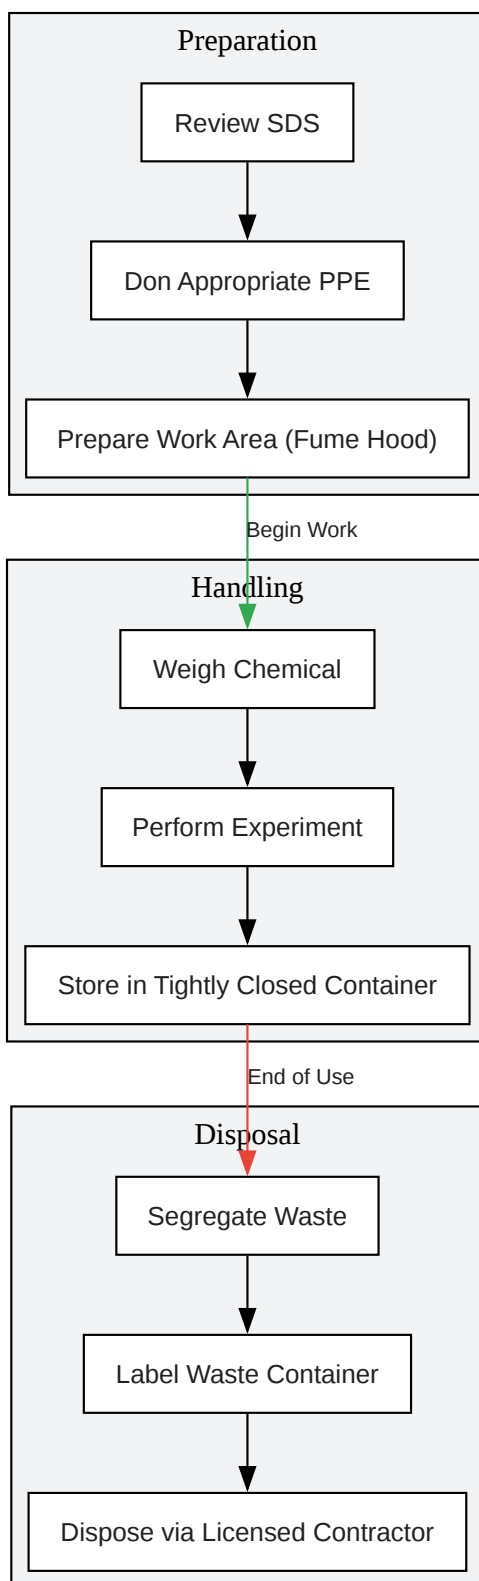 Preparation
Review SDS
Don Appropriate PPE
Prepare Work Area (Fume Hood)
Begin Work
Handling
Weigh Chemical
Perform Experiment
Store in Tightly Closed Container
End of Use
Disposal
Segregate Waste
Label Waste Container
Dispose via Licensed Contractor